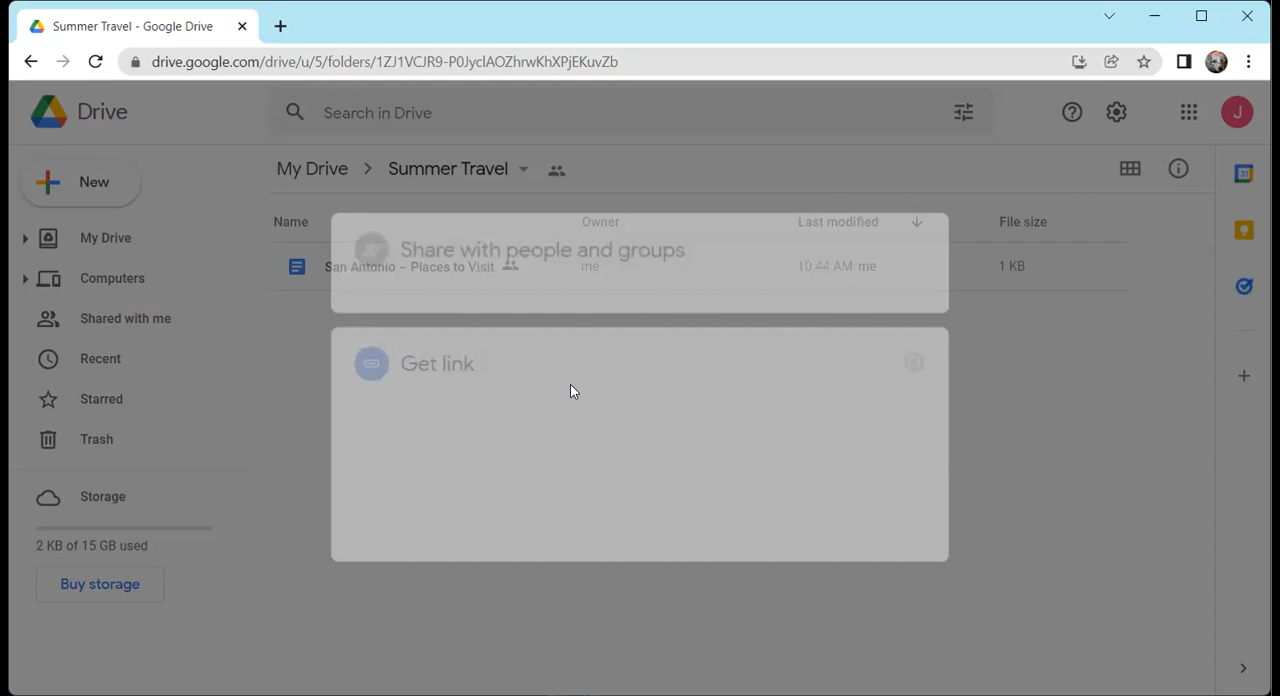 Summer Travel - Google Drive
drive.google.com/drive/u/5/folders/1ZJ1VCJR9-P0JyclAOZhrwKhXPjEKuvZb
Drive
Search in Drive
J
New
My Drive > Summer Travel
Name Owner Last modified File size
Share with people and groups
San Antonio – Places to Visit me 10:44 AM me 1 KB
Get link
My Drive
Computers
Shared with me
Recent
Starred
Trash
Storage
2 KB of 15 GB used
Buy storage
31